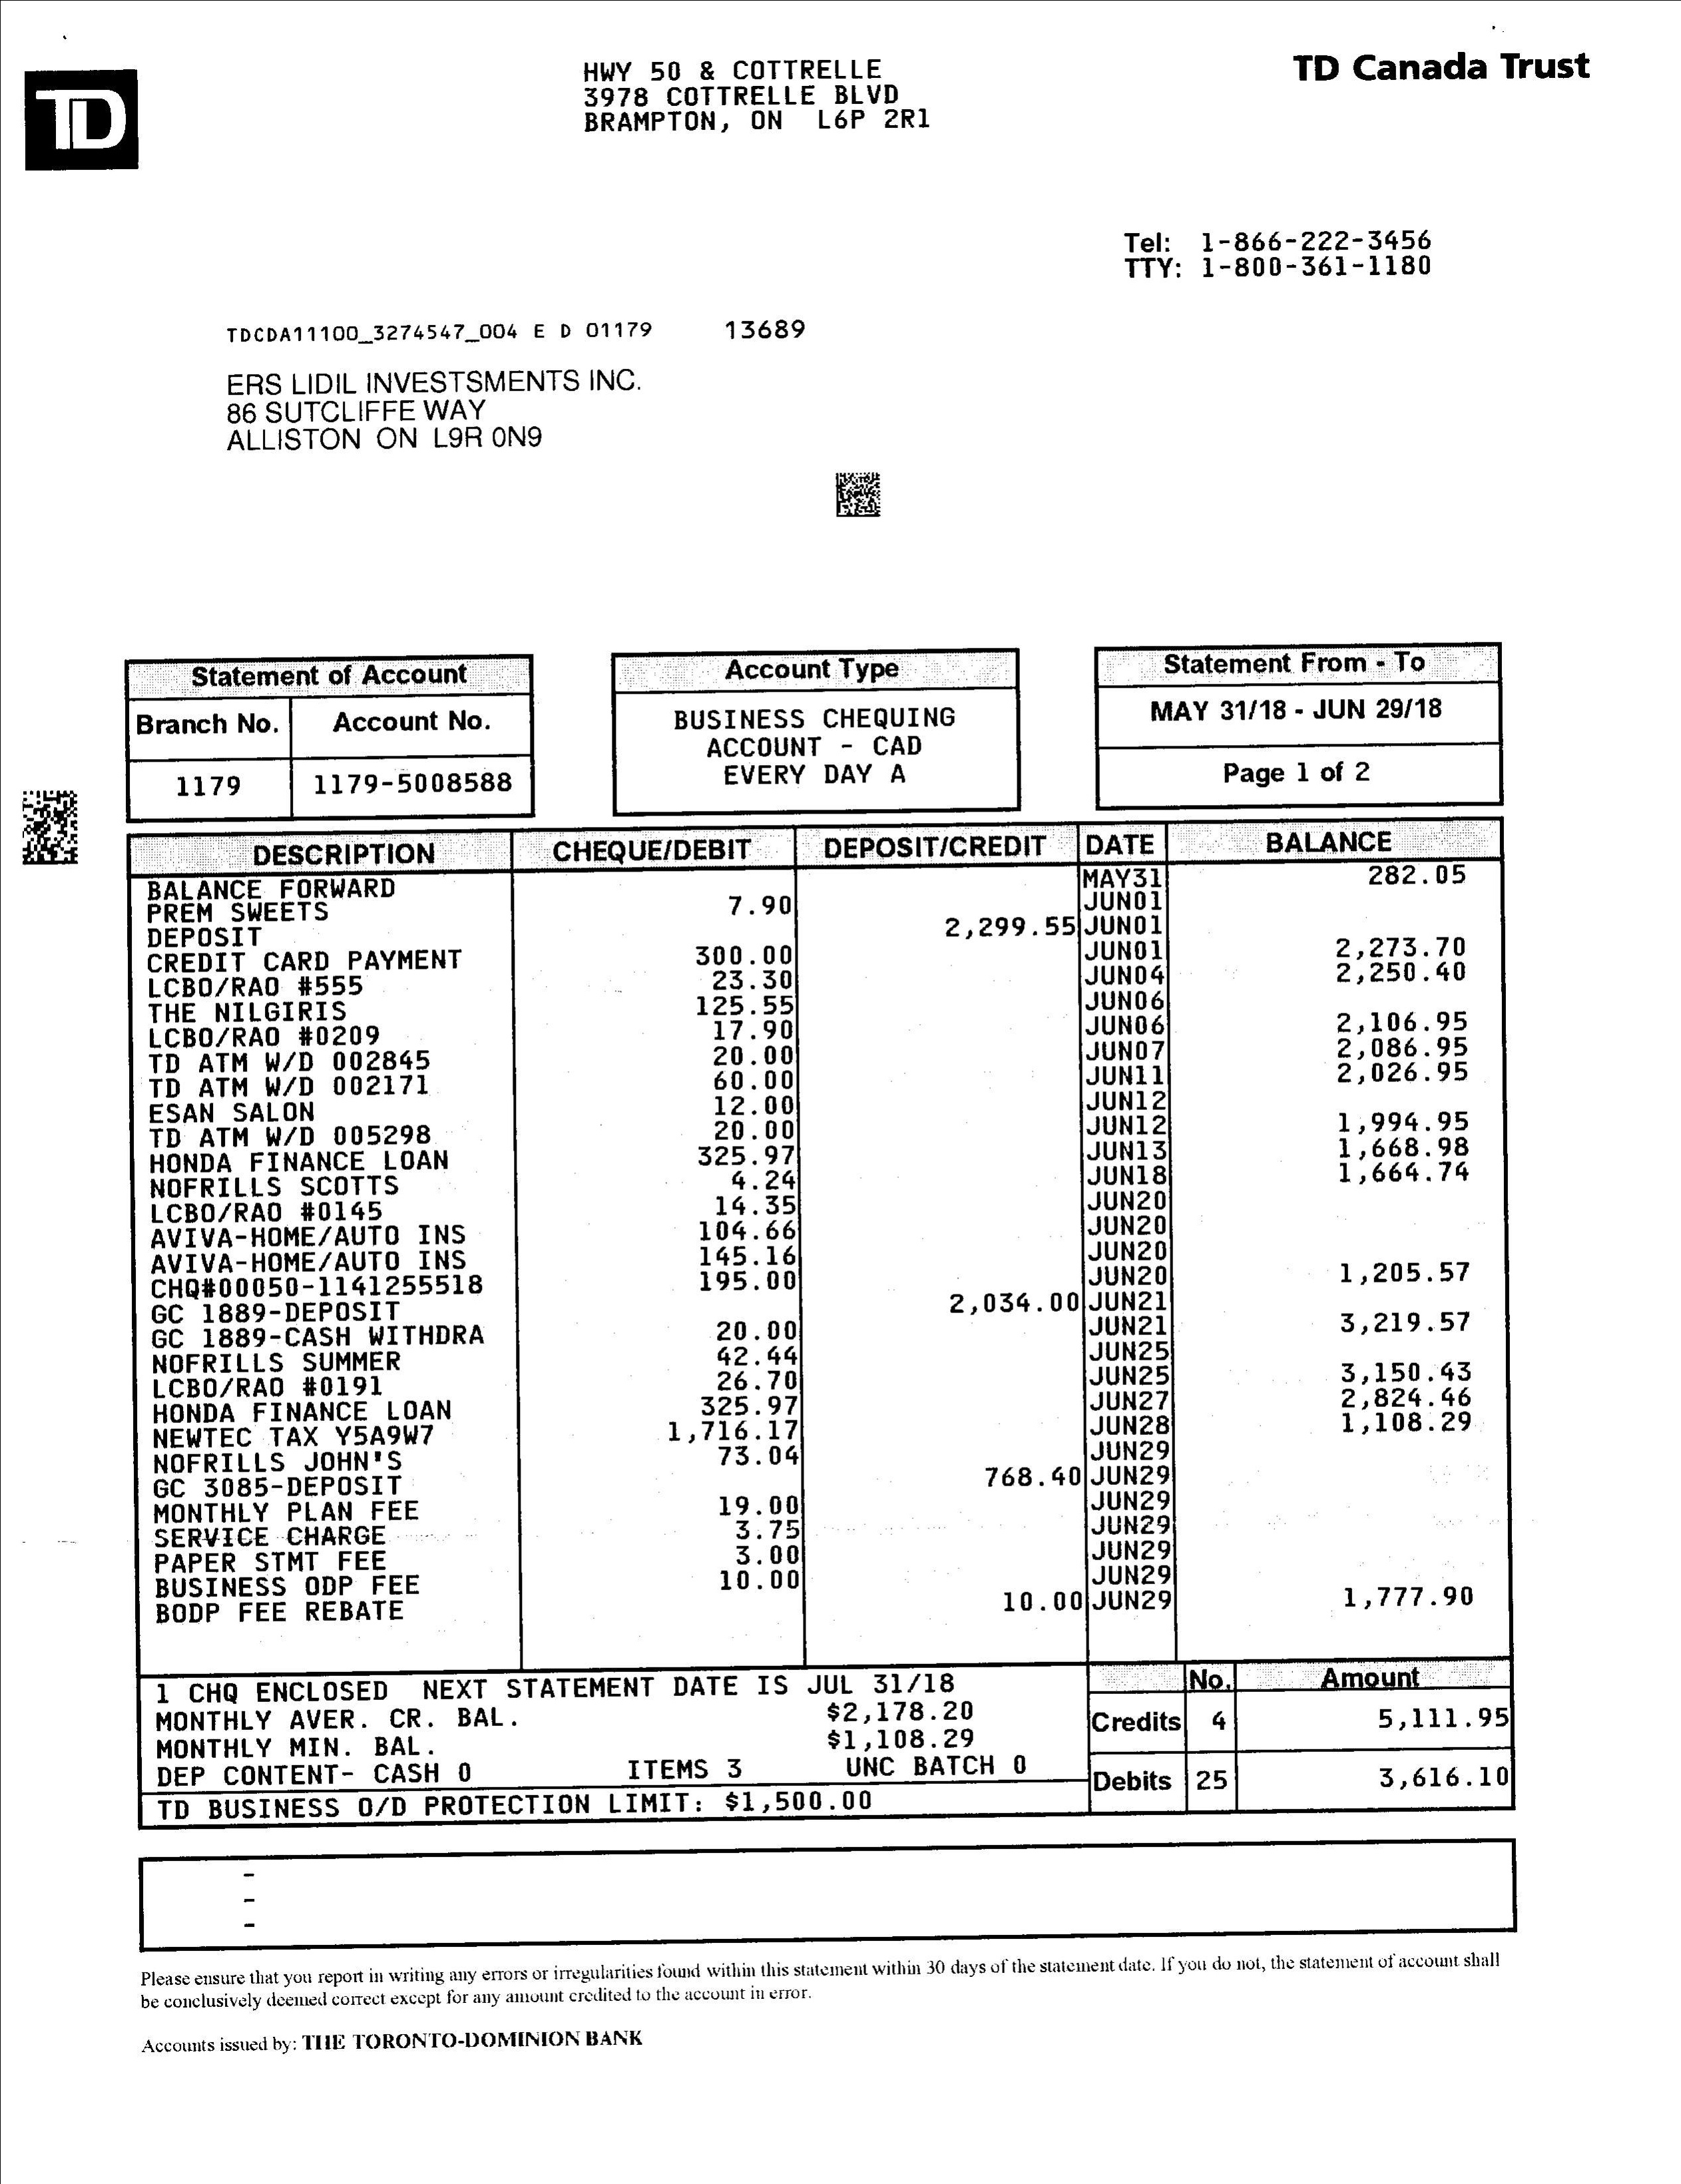 TD
HWY 50 & COTTRELLE
3978 COTTRELLE BLVD
BRAMPTON, ON L6P 2R1
TD Canada Trust
Tel: 1-866-222-3456
TTY: 1-800-361-1180
TDCDA11100_3274547_004 E D 01179 13689
ERS LIDIL INVESTSMENTS INC.
86 SUTCLIFFE WAY
ALLISTON ON L9R 0N9
Statement of Account
Branch No. Account No.
1179 1179-5008588
Account Type
BUSINESS CHEQUING
ACCOUNT - CAD
EVERY DAY A
Statement From - To
MAY 31/18 - JUN 29/18
Page 1 of 2
DESCRIPTION CHEQUE/DEBIT DEPOSIT/CREDIT DATE BALANCE
BALANCE FORWARD MAY31 282.05
PREM SWEETS 7.90 JUN01
DEPOSIT 2,299.55 JUN01
CREDIT CARD PAYMENT 300.00 JUN01 2,273.70
LCBO/RAO #555 23.30 JUN04 2,250.40
THE NILGIRIS 125.55 JUN06
LCBO/RAO #0209 17.90 JUN06 2,106.95
TD ATM W/D 002845 20.00 JUN07 2,086.95
TD ATM W/D 002171 60.00 JUN11 2,026.95
ESAN SALON 12.00 JUN12
TD ATM W/D 005298 20.00 JUN12 1,994.95
HONDA FINANCE LOAN 325.97 JUN13 1,668.98
NOFRILLS SCOTTS 4.24 JUN18 1,664.74
LCBO/RAO #0145 14.35 JUN20
AVIVA-HOME/AUTO INS 104.66 JUN20
AVIVA-HOME/AUTO INS 145.16 JUN20
CHQ#00050-1141255518 195.00 JUN20 1,205.57
GC 1889-DEPOSIT 2,034.00 JUN21
GC 1889-CASH WITHDRA 20.00 JUN21 3,219.57
NOFRILLS SUMMER 42.44 JUN25
LCBO/RAO #0191 26.70 JUN25 3,150.43
HONDA FINANCE LOAN 325.97 JUN27 2,824.46
NEWTEC TAX Y5A9W7 1,716.17 JUN28 1,108.29
NOFRILLS JOHN'S 73.04 JUN29
GC 3085-DEPOSIT 768.40 JUN29
MONTHLY PLAN FEE 19.00 JUN29
SERVICE CHARGE 3.75 JUN29
PAPER STMT FEE 3.00 JUN29
BUSINESS ODP FEE 10.00 JUN29
BODP FEE REBATE 10.00 JUN29 1,777.90
1 CHQ ENCLOSED NEXT STATEMENT DATE IS JUL 31/18
MONTHLY AVER. CR. BAL. $2,178.20
MONTHLY MIN. BAL. $1,108.29
DEP CONTENT- CASH 0 ITEMS 3 UNC BATCH 0
TD BUSINESS O/D PROTECTION LIMIT: $1,500.00
No. Amount
Credits 4 5,111.95
Debits 25 3,616.10
-
-
-
Please ensure that you report in writing any errors or irregularities found within this statement within 30 days of the statement date. If you do not, the statement of account shall
be conclusively deemed correct except for any amount credited to the account in error.
Accounts issued by: THE TORONTO-DOMINION BANK